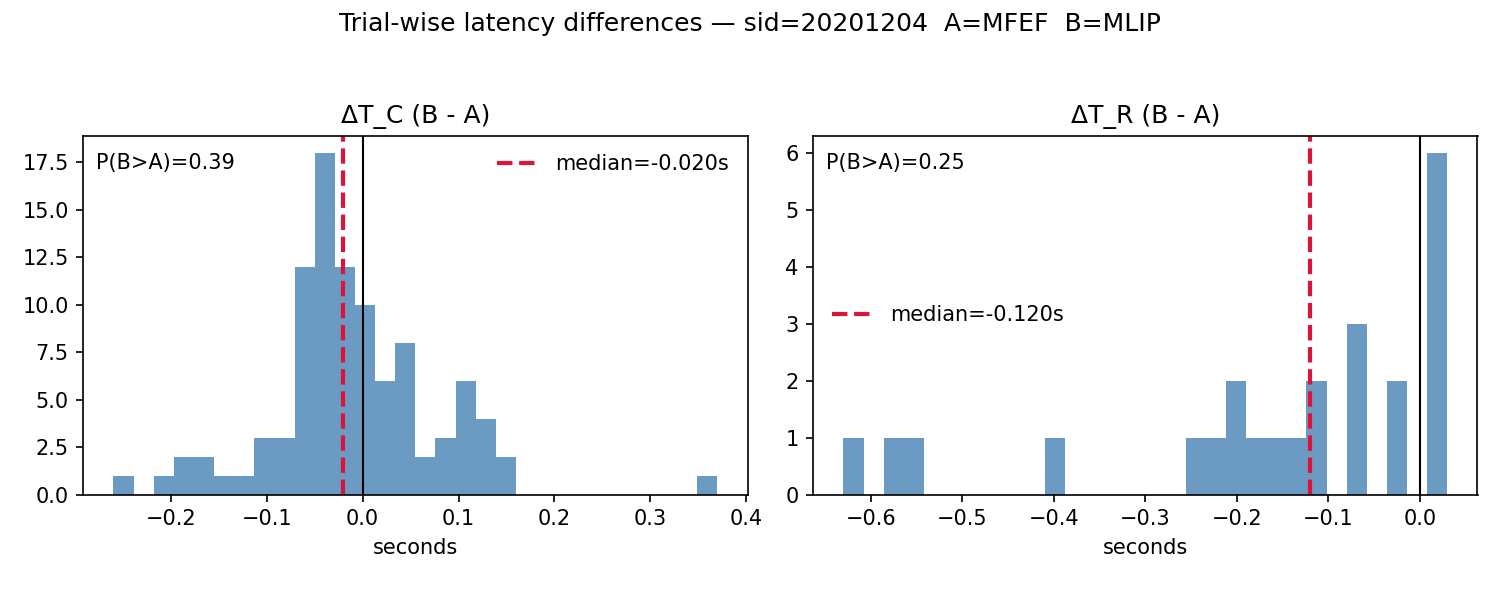 Trial-wise latency differences — sid=20201204  A=MFEF  B=MLIP
ΔT_C (B - A)
P(B>A)=0.39
median=-0.020s
17.5
15.0
12.5
10.0
7.5
5.0
2.5
0.0
−0.2 −0.1 0.0 0.1 0.2 0.3 0.4
seconds
ΔT_R (B - A)
P(B>A)=0.25
median=-0.120s
6
5
4
3
2
1
0
−0.6 −0.5 −0.4 −0.3 −0.2 −0.1 0.0
seconds